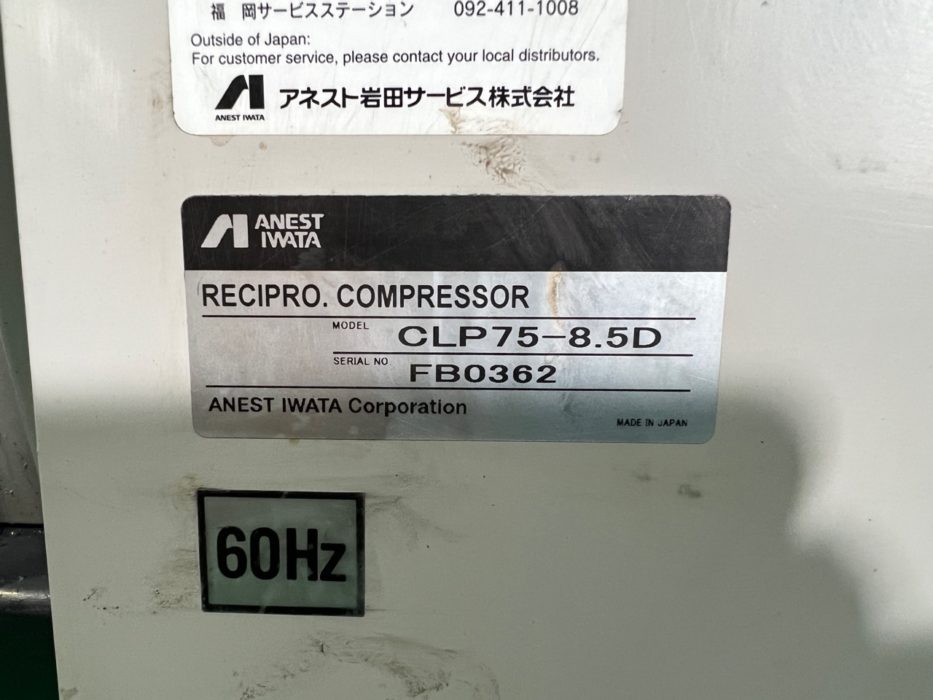 福 岡サービスステーション 092-411-1008
Outside of Japan:
For customer service, please contact your local distributors.
ANEST IWATA
アネスト岩田サービス株式会社
ANEST
IWATA
RECIPRO. COMPRESSOR
MODEL CLP75-8.5D
SERIAL NO FB0362
ANEST IWATA Corporation
MADE IN JAPAN
60Hz